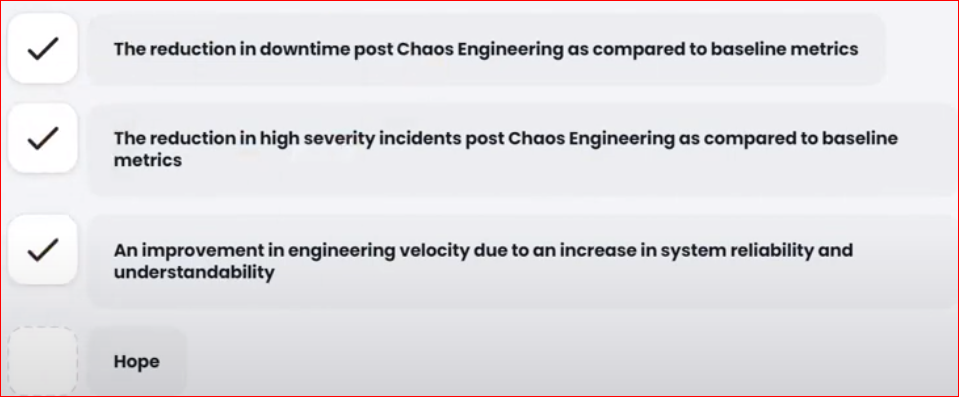 The reduction in downtime post Chaos Engineering as compared to baseline metrics
The reduction in high severity incidents post Chaos Engineering as compared to baseline
metrics
An improvement in engineering velocity due to an increase in system reliability and
understandability
Hope